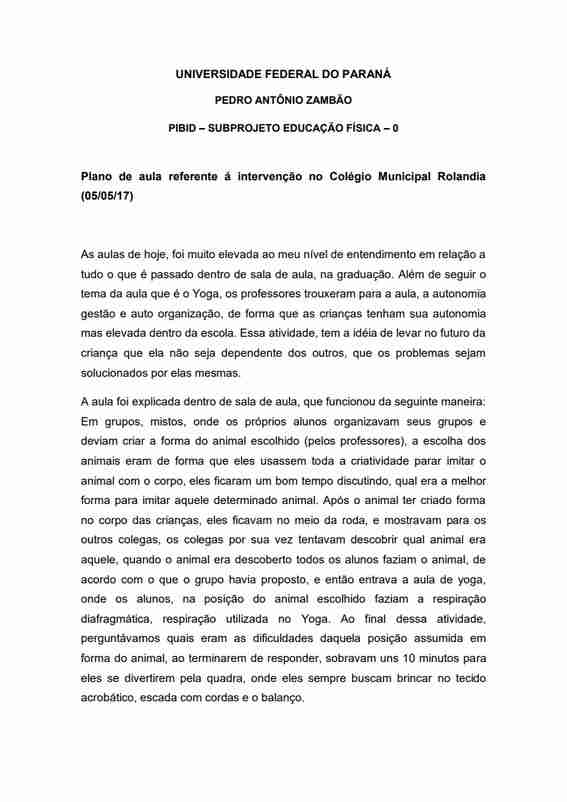 UNIVERSIDADE FEDERAL DO PARANÁ
PEDRO ANTÔNIO ZAMBÃO
PIBID – SUBPROJETO EDUCAÇÃO FÍSICA – 0
Plano de aula referente á intervenção no Colégio Municipal Rolandia
(05/05/17)
As aulas de hoje, foi muito elevada ao meu nível de entendimento em relação a
tudo o que é passado dentro de sala de aula, na graduação. Além de seguir o
tema da aula que é o Yoga, os professores trouxeram para a aula, a autonomia
gestão e auto organização, de forma que as crianças tenham sua autonomia
mas elevada dentro da escola. Essa atividade, tem a idéia de levar no futuro da
criança que ela não seja dependente dos outros, que os problemas sejam
solucionados por elas mesmas.
A aula foi explicada dentro de sala de aula, que funcionou da seguinte maneira:
Em grupos, mistos, onde os próprios alunos organizavam seus grupos e
deviam criar a forma do animal escolhido (pelos professores), a escolha dos
animais eram de forma que eles usassem toda a criatividade parar imitar o
animal com o corpo, eles ficaram um bom tempo discutindo, qual era a melhor
forma para imitar aquele determinado animal. Após o animal ter criado forma
no corpo das crianças, eles ficavam no meio da roda, e mostravam para os
outros colegas, os colegas por sua vez tentavam descobrir qual animal era
aquele, quando o animal era descoberto todos os alunos faziam o animal, de
acordo com o que o grupo havia proposto, e então entrava a aula de yoga,
onde os alunos, na posição do animal escolhido faziam a respiração
diafragmática, respiração utilizada no Yoga. Ao final dessa atividade,
perguntávamos quais eram as dificuldades daquela posição assumida em
forma do animal, ao terminarem de responder, sobravam uns 10 minutos para
eles se divertirem pela quadra, onde eles sempre buscam brincar no tecido
acrobático, escada com cordas e o balanço.